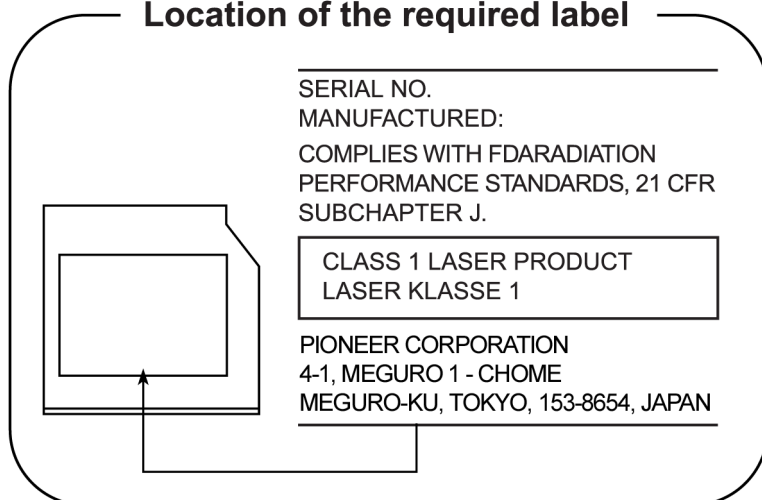 Location of the required label
SERIAL NO.
MANUFACTURED:
COMPLIES WITH FDARADIATION
PERFORMANCE STANDARDS, 21 CFR
SUBCHAPTER J.
CLASS 1 LASER PRODUCT
LASER KLASSE 1
PIONEER CORPORATION
4-1, MEGURO 1 - CHOME
MEGURO-KU, TOKYO, 153-8654, JAPAN